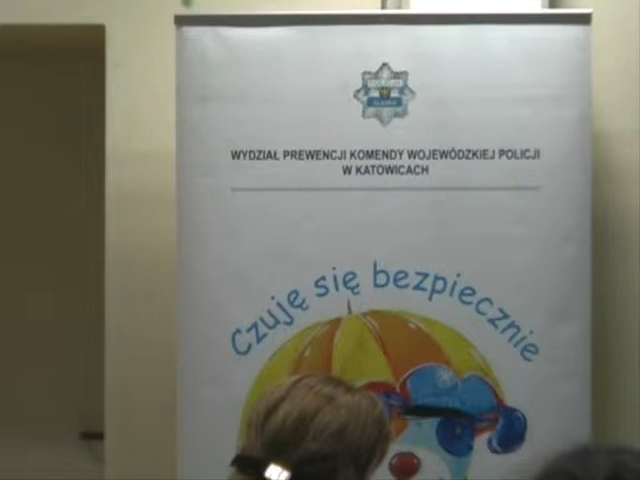 WYDZIAŁ PREWENCJI KOMENDY WOJEWÓDZKIEJ POLICJI
W KATOWICACH
Czuję się bezpiecznie